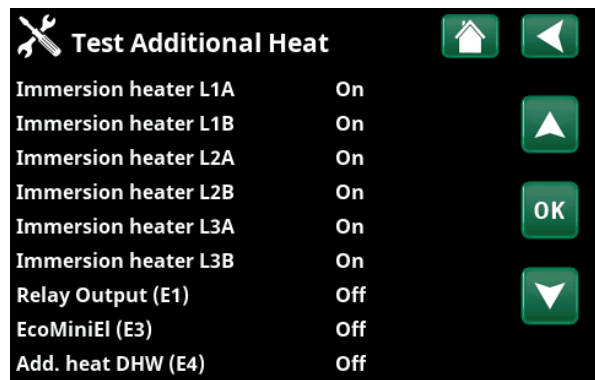 Test Additional Heat
Immersion heater L1A On
Immersion heater L1B On
Immersion heater L2A On
Immersion heater L2B On
Immersion heater L3A On
Immersion heater L3B On
Relay Output (E1) Off
EcoMiniEl (E3) Off
Add. heat DHW (E4) Off
OK